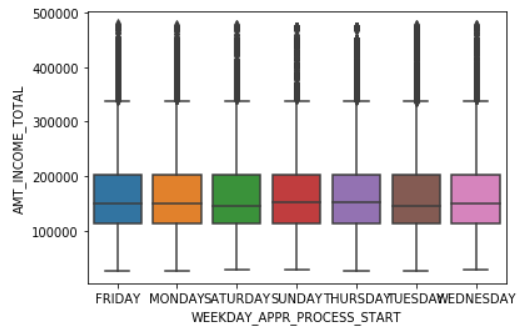 500000
400000
300000
200000
100000
AMT_INCOME_TOTAL
FRIDAY MONDAY SATURDAY SUNDAY THURSDAY TUESDAY WEDNESDAY
WEEKDAY_APPR_PROCESS_START